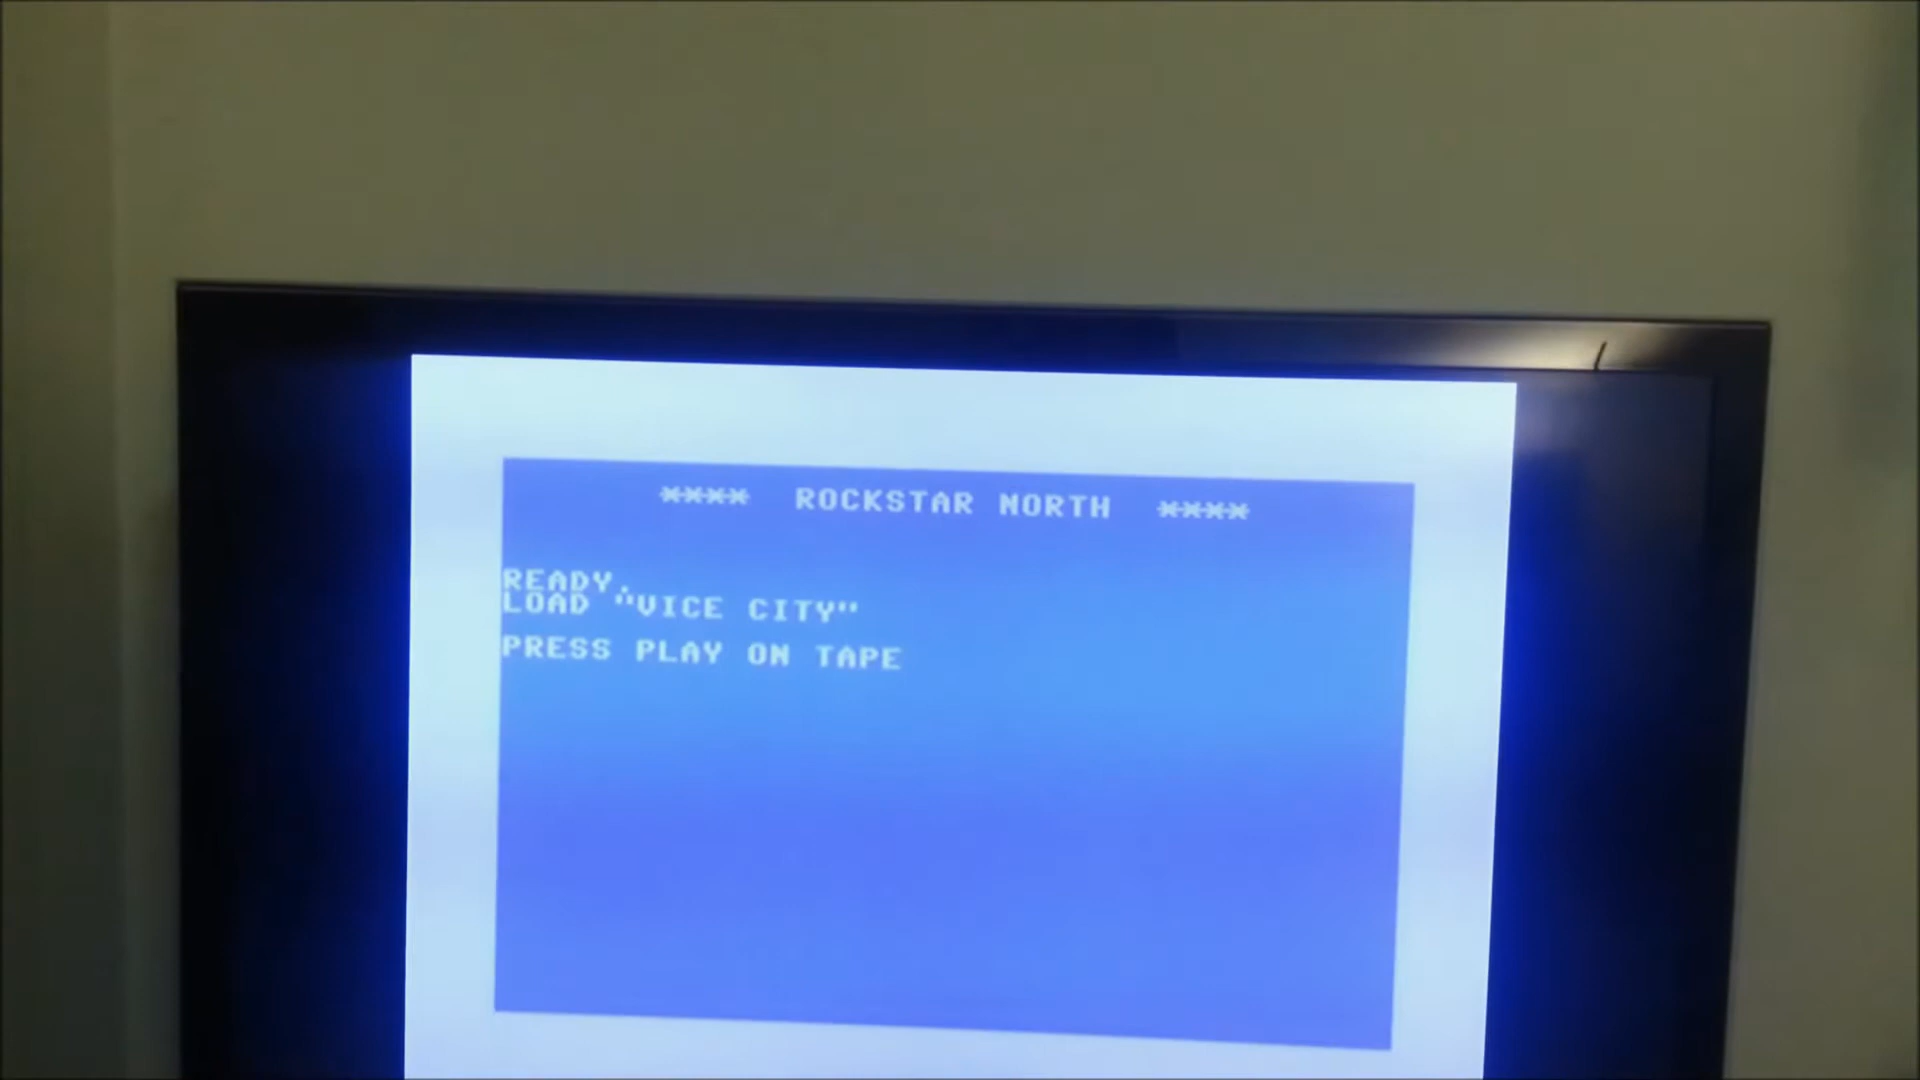 **** ROCKSTAR NORTH ****
READY.
LOAD "VICE CITY"
PRESS PLAY ON TAPE